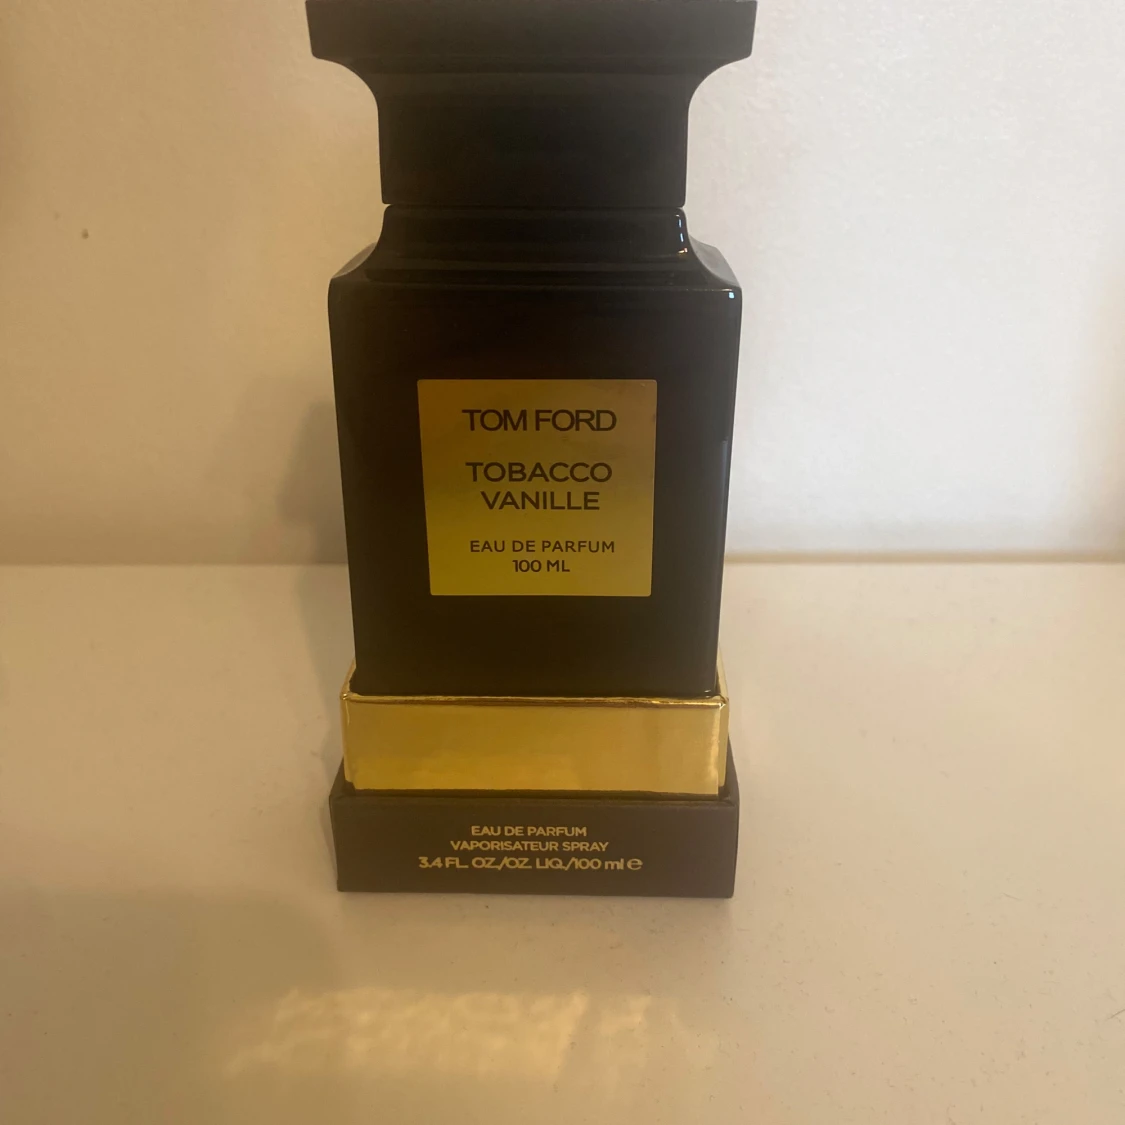 TOM FORD
TOBACCO
VANILLE
EAU DE PARFUM
100 ML
EAU DE PARFUM
VAPORISATEUR SPRAY
3.4 FL. OZ./OZ. LIQ./100 ml ℮